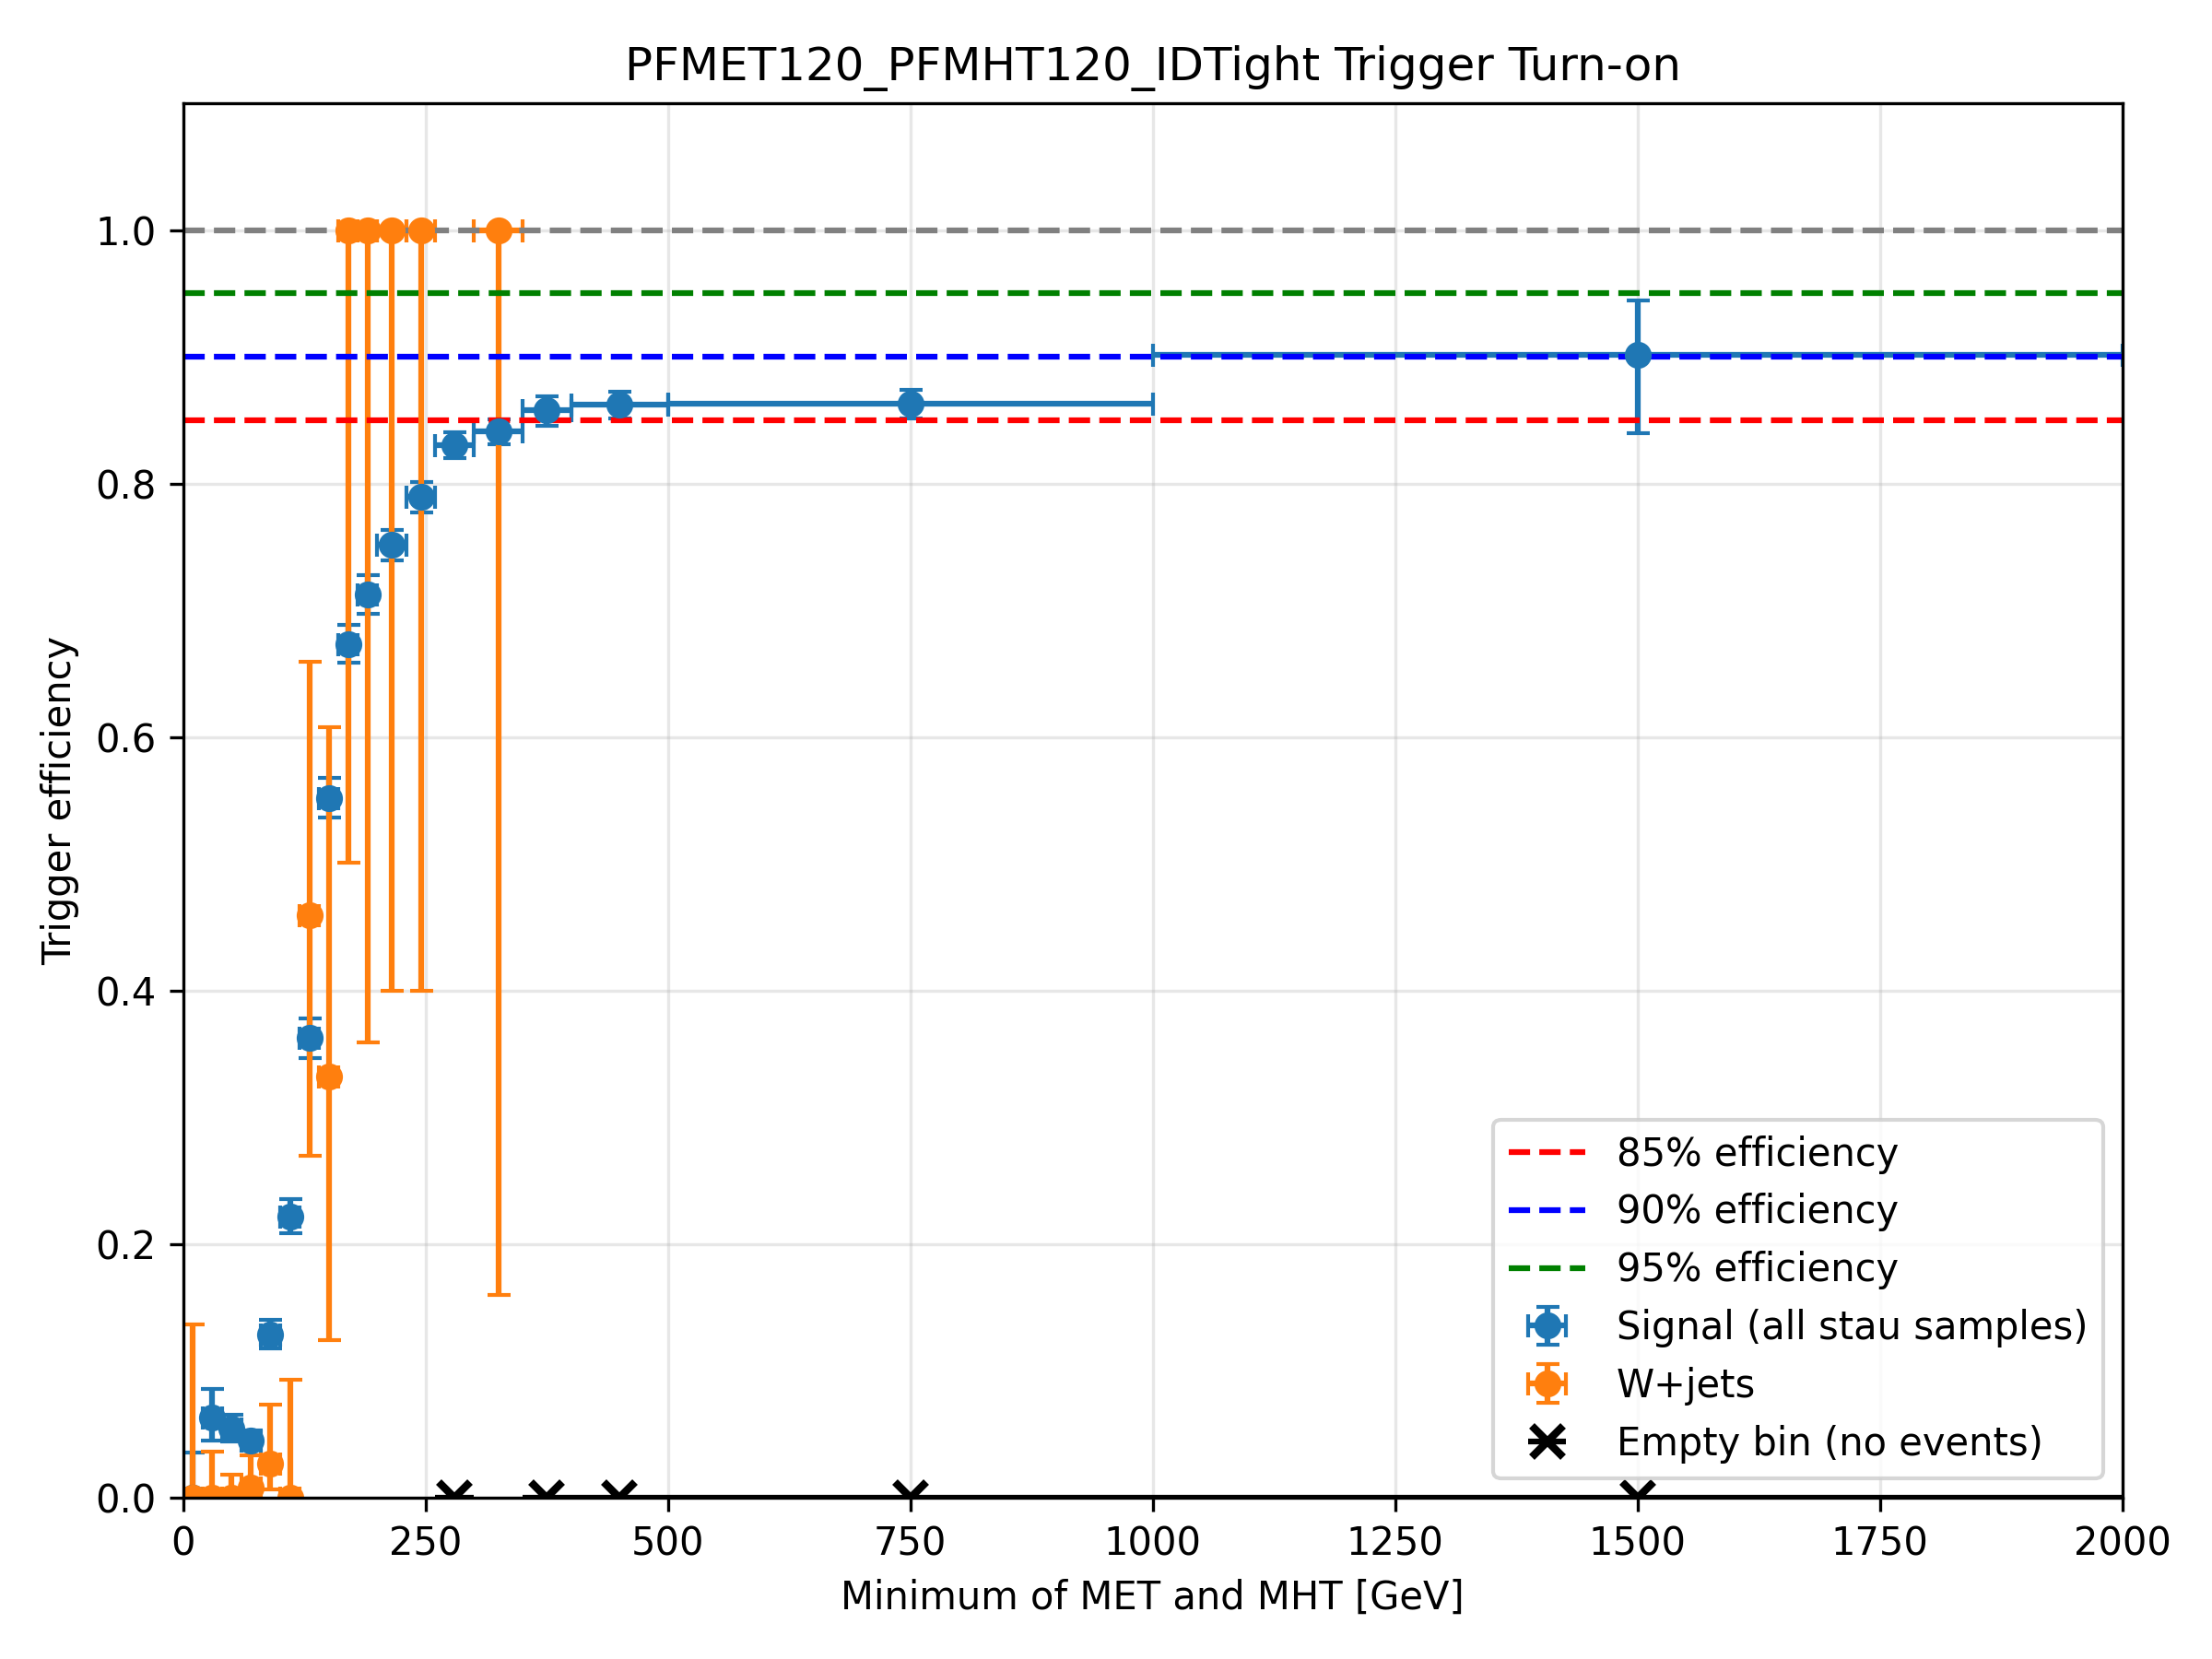 PFMET120_PFMHT120_IDTight Trigger Turn-on
Trigger efficiency
1.0
0.8
0.6
0.4
0.2
0.0
85% efficiency
90% efficiency
95% efficiency
Signal (all stau samples)
W+jets
Empty bin (no events)
0 250 500 750 1000 1250 1500 1750 2000
Minimum of MET and MHT [GeV]